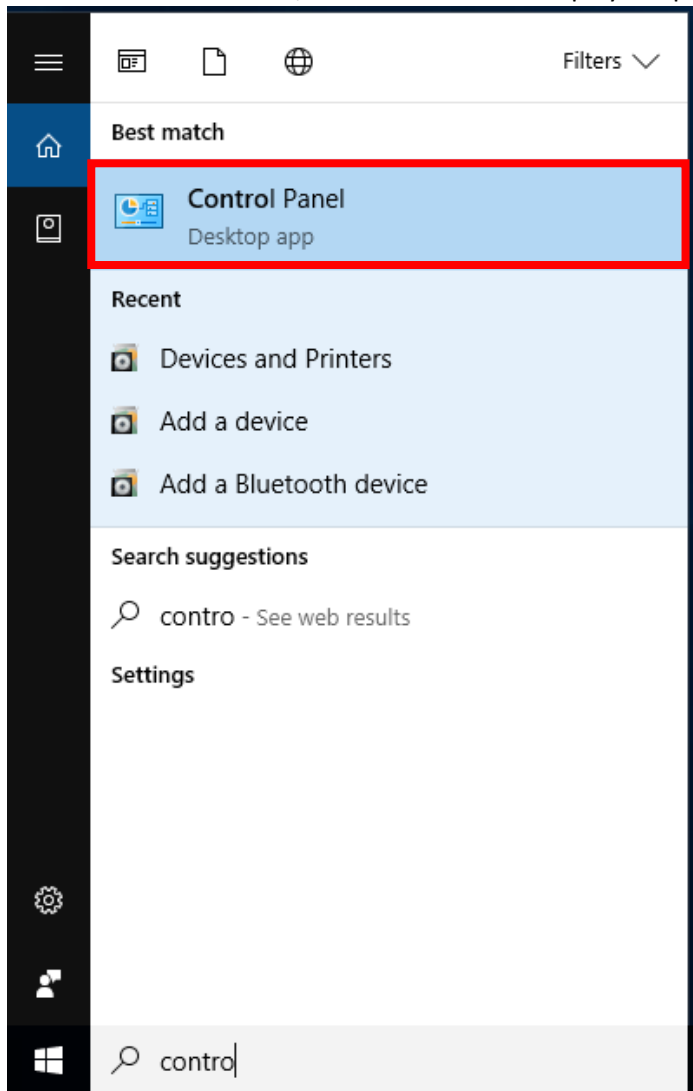 Filters
Best match
Control Panel
Desktop app
Recent
Devices and Printers
Add a device
Add a Bluetooth device
Search suggestions
contro - See web results
Settings
contro